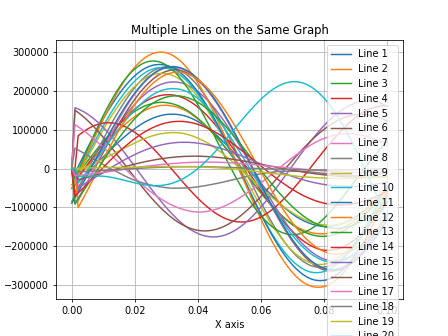 Multiple Lines on the Same Graph
300000
200000
100000
0
−100000
−200000
−300000
0.00
0.02
0.04
0.06
0.08
X axis
Line 1
Line 2
Line 3
Line 4
Line 5
Line 6
Line 7
Line 8
Line 9
Line 10
Line 11
Line 12
Line 13
Line 14
Line 15
Line 16
Line 17
Line 18
Line 19
Line 20